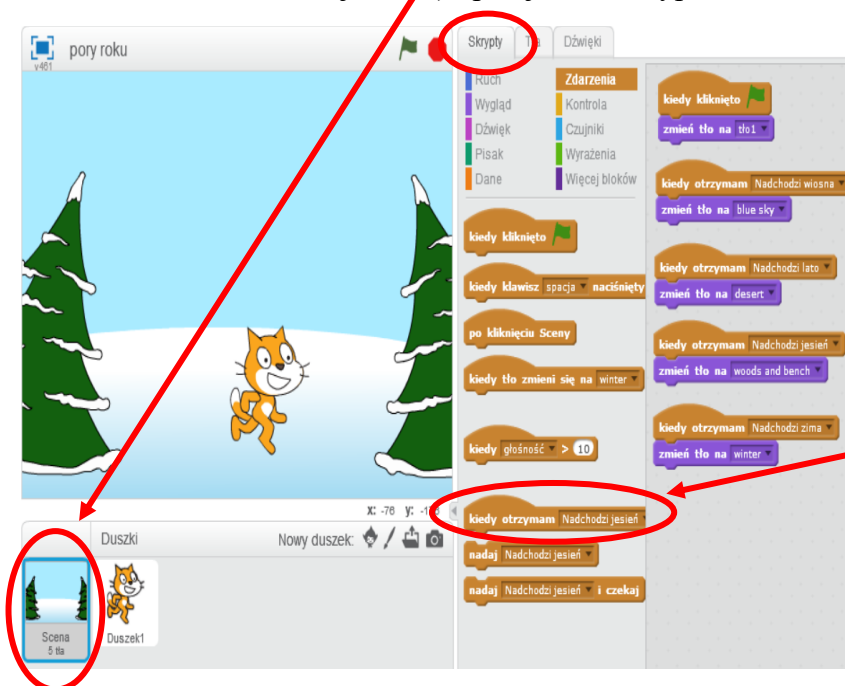 pory roku
v461
Skrypty
Dźwięki
Ruch
Wygląd
Dźwięk
Pisak
Dane
Zdarzenia
Kontrola
Czujniki
Wyrażenia
Więcej bloków
kiedy kliknięto
kiedy klawisz spacja naciśnięty
po kliknięciu Sceny
kiedy tło zmieni się na winter
kiedy głośność > 10
kiedy otrzymam Nadchodzi jesień
nadaj Nadchodzi jesień
nadaj Nadchodzi jesień i czekaj
kiedy kliknięto
zmień tło na tło1
kiedy otrzymam Nadchodzi wiosna
zmień tło na blue sky
kiedy otrzymam Nadchodzi lato
zmień tło na desert
kiedy otrzymam Nadchodzi jesień
zmień tło na woods and bench
kiedy otrzymam Nadchodzi zima
zmień tło na winter
x: -76 y:
Duszki
Nowy duszek:
Scena
5 tła
Duszek1